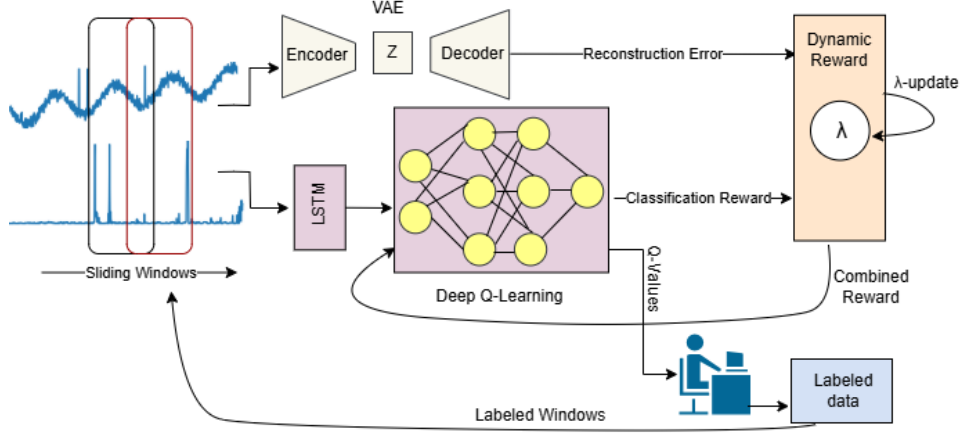 VAE
Encoder
Z
Decoder
Reconstruction Error
Dynamic
Reward
λ-update
λ
LSTM
Classification Reward
Sliding Windows
Deep Q-Learning
Q-Values
Combined
Reward
Labeled
data
Labeled Windows